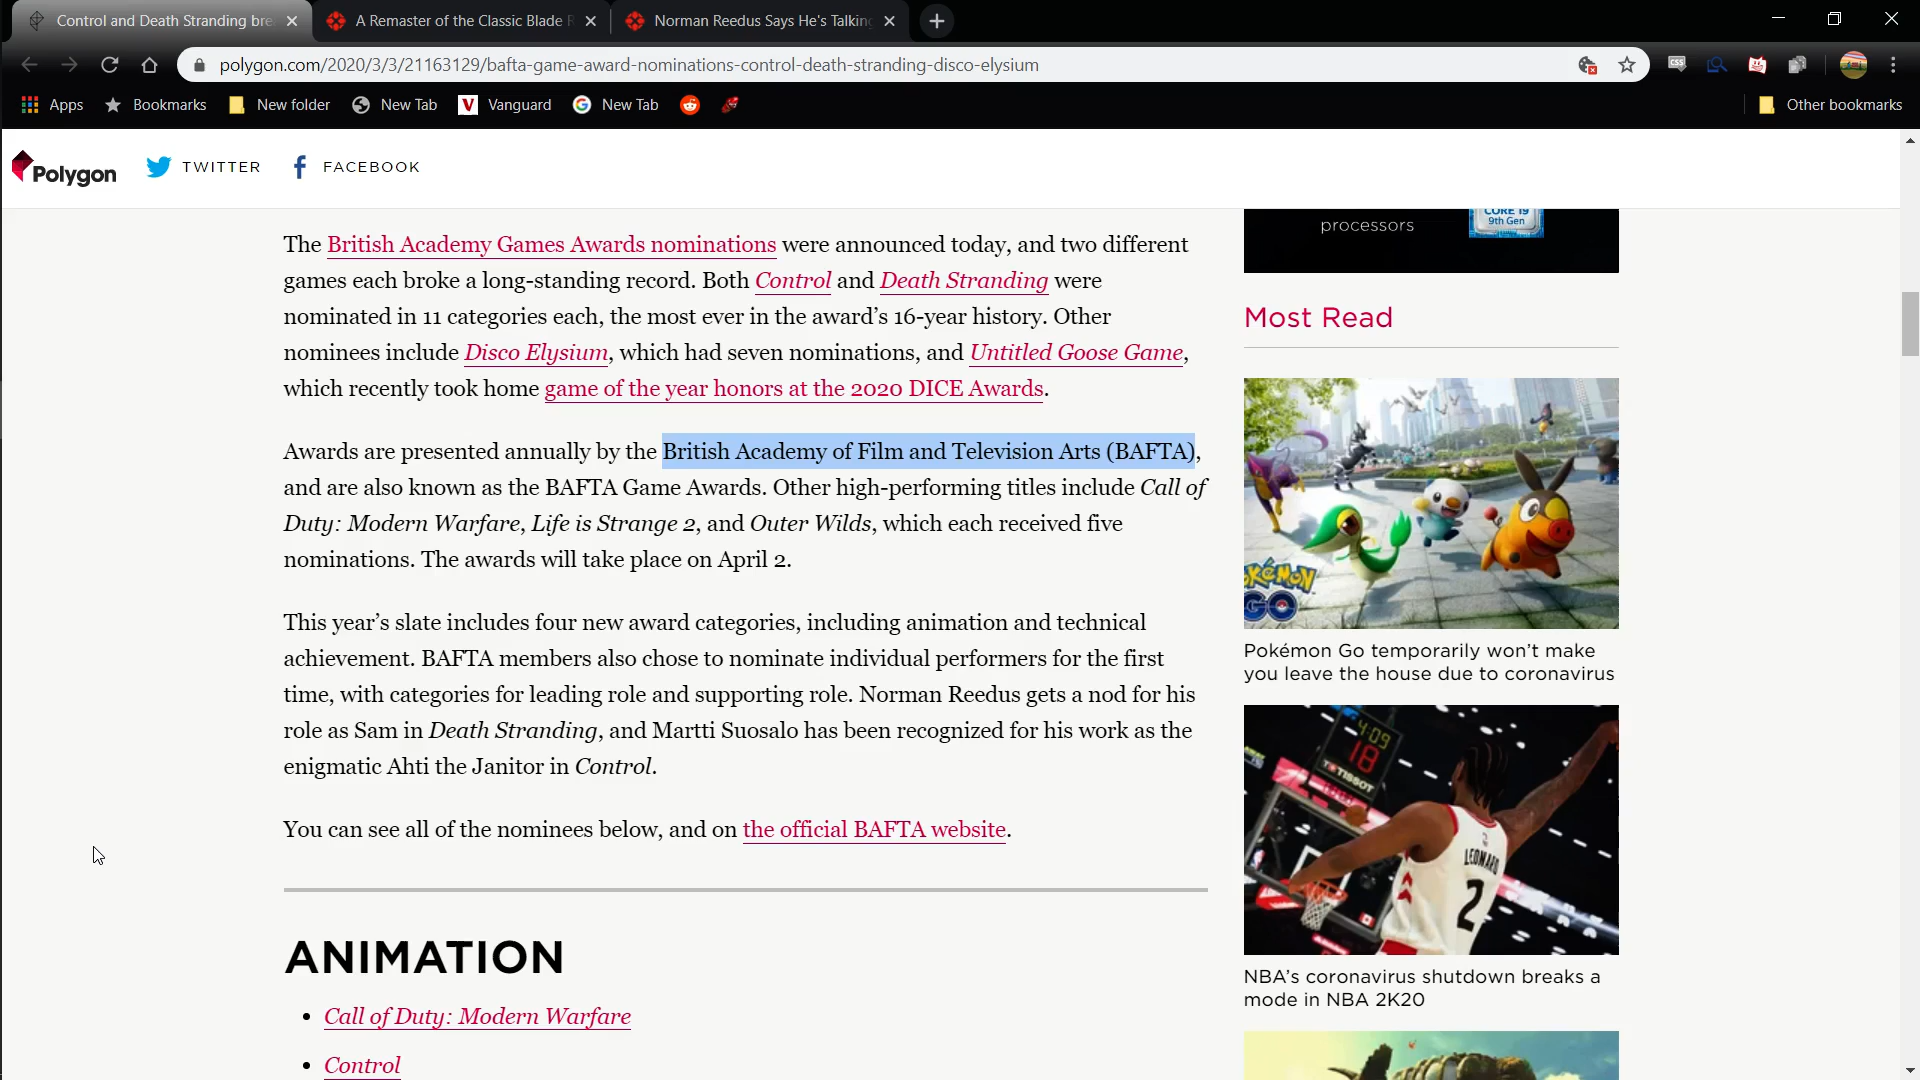 Control and Death Stranding bre
A Remaster of the Classic Blade R
Norman Reedus Says He's Talkin
polygon.com/2020/3/3/21163129/bafta-game-award-nominations-control-death-stranding-disco-elysium
CSS
Apps
Bookmarks
New folder
New Tab
V Vanguard
New Tab
Other bookmarks
Polygon
TWITTER
FACEBOOK
The British Academy Games Awards nominations were announced today, and two different
games each broke a long-standing record. Both Control and Death Stranding were
nominated in 11 categories each, the most ever in the award’s 16-year history. Other
nominees include Disco Elysium, which had seven nominations, and Untitled Goose Game,
which recently took home game of the year honors at the 2020 DICE Awards.
Awards are presented annually by the British Academy of Film and Television Arts (BAFTA),
and are also known as the BAFTA Game Awards. Other high-performing titles include Call of
Duty: Modern Warfare, Life is Strange 2, and Outer Wilds, which each received five
nominations. The awards will take place on April 2.
This year’s slate includes four new award categories, including animation and technical
achievement. BAFTA members also chose to nominate individual performers for the first
time, with categories for leading role and supporting role. Norman Reedus gets a nod for his
role as Sam in Death Stranding, and Martti Suosalo has been recognized for his work as the
enigmatic Ahti the Janitor in Control.
You can see all of the nominees below, and on the official BAFTA website.
ANIMATION
• Call of Duty: Modern Warfare
• Control
processors
CORE i9
9th Gen
Most Read
POKÉMON
GO
Pokémon Go temporarily won’t make
you leave the house due to coronavirus
4:09
18
TISSOT
LEONARD
2
NBA’s coronavirus shutdown breaks a
mode in NBA 2K20